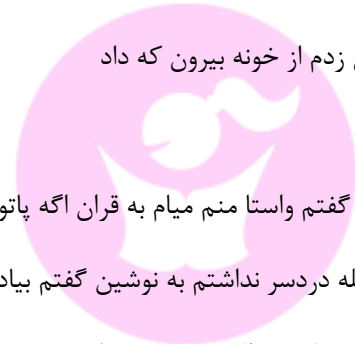 زدم از خونه بیرون که داد
گفتم واستا منم میام به قران اگه پاتو
دردسر نداشتم به نوشین گفتم بیاد